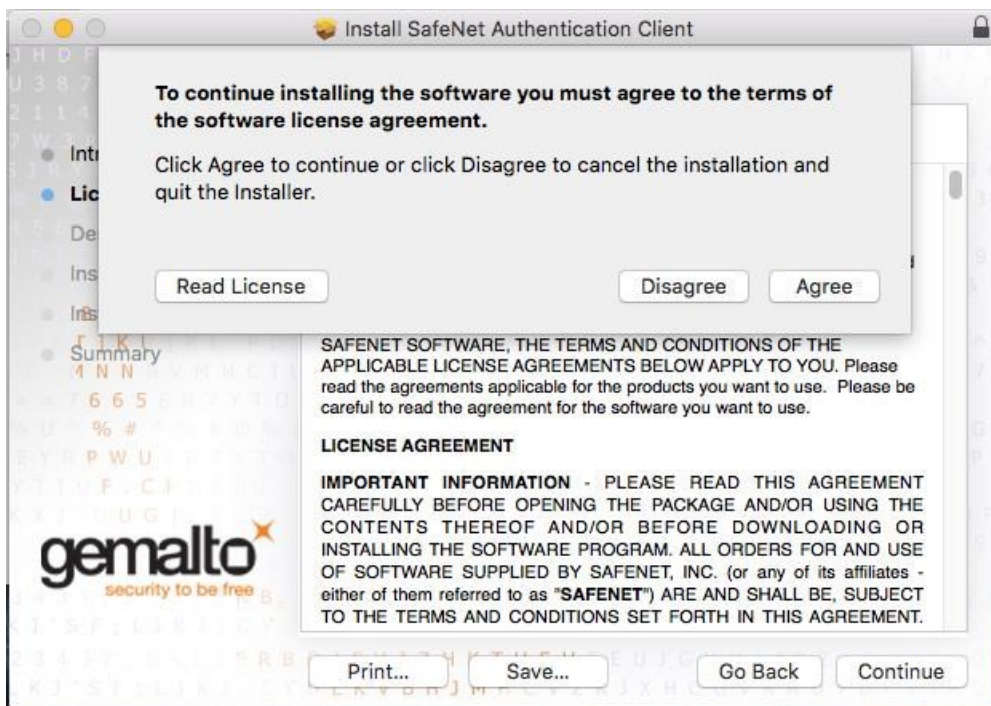 Install SafeNet Authentication Client
To continue installing the software you must agree to the terms of
the software license agreement.
Click Agree to continue or click Disagree to cancel the installation and
quit the Installer.
Read License
Disagree
Agree
Summary
SAFENET SOFTWARE, THE TERMS AND CONDITIONS OF THE
APPLICABLE LICENSE AGREEMENTS BELOW APPLY TO YOU. Please
read the agreements applicable for the products you want to use. Please be
careful to read the agreement for the software you want to use.
LICENSE AGREEMENT
IMPORTANT INFORMATION - PLEASE READ THIS AGREEMENT
CAREFULLY BEFORE OPENING THE PACKAGE AND/OR USING THE
CONTENTS THEREOF AND/OR BEFORE DOWNLOADING OR
INSTALLING THE SOFTWARE PROGRAM. ALL ORDERS FOR AND USE
OF SOFTWARE SUPPLIED BY SAFENET, INC. (or any of its affiliates -
either of them referred to as "SAFENET") ARE AND SHALL BE, SUBJECT
TO THE TERMS AND CONDITIONS SET FORTH IN THIS AGREEMENT.
gemalto
security to be free
Print...
Save...
Go Back
Continue